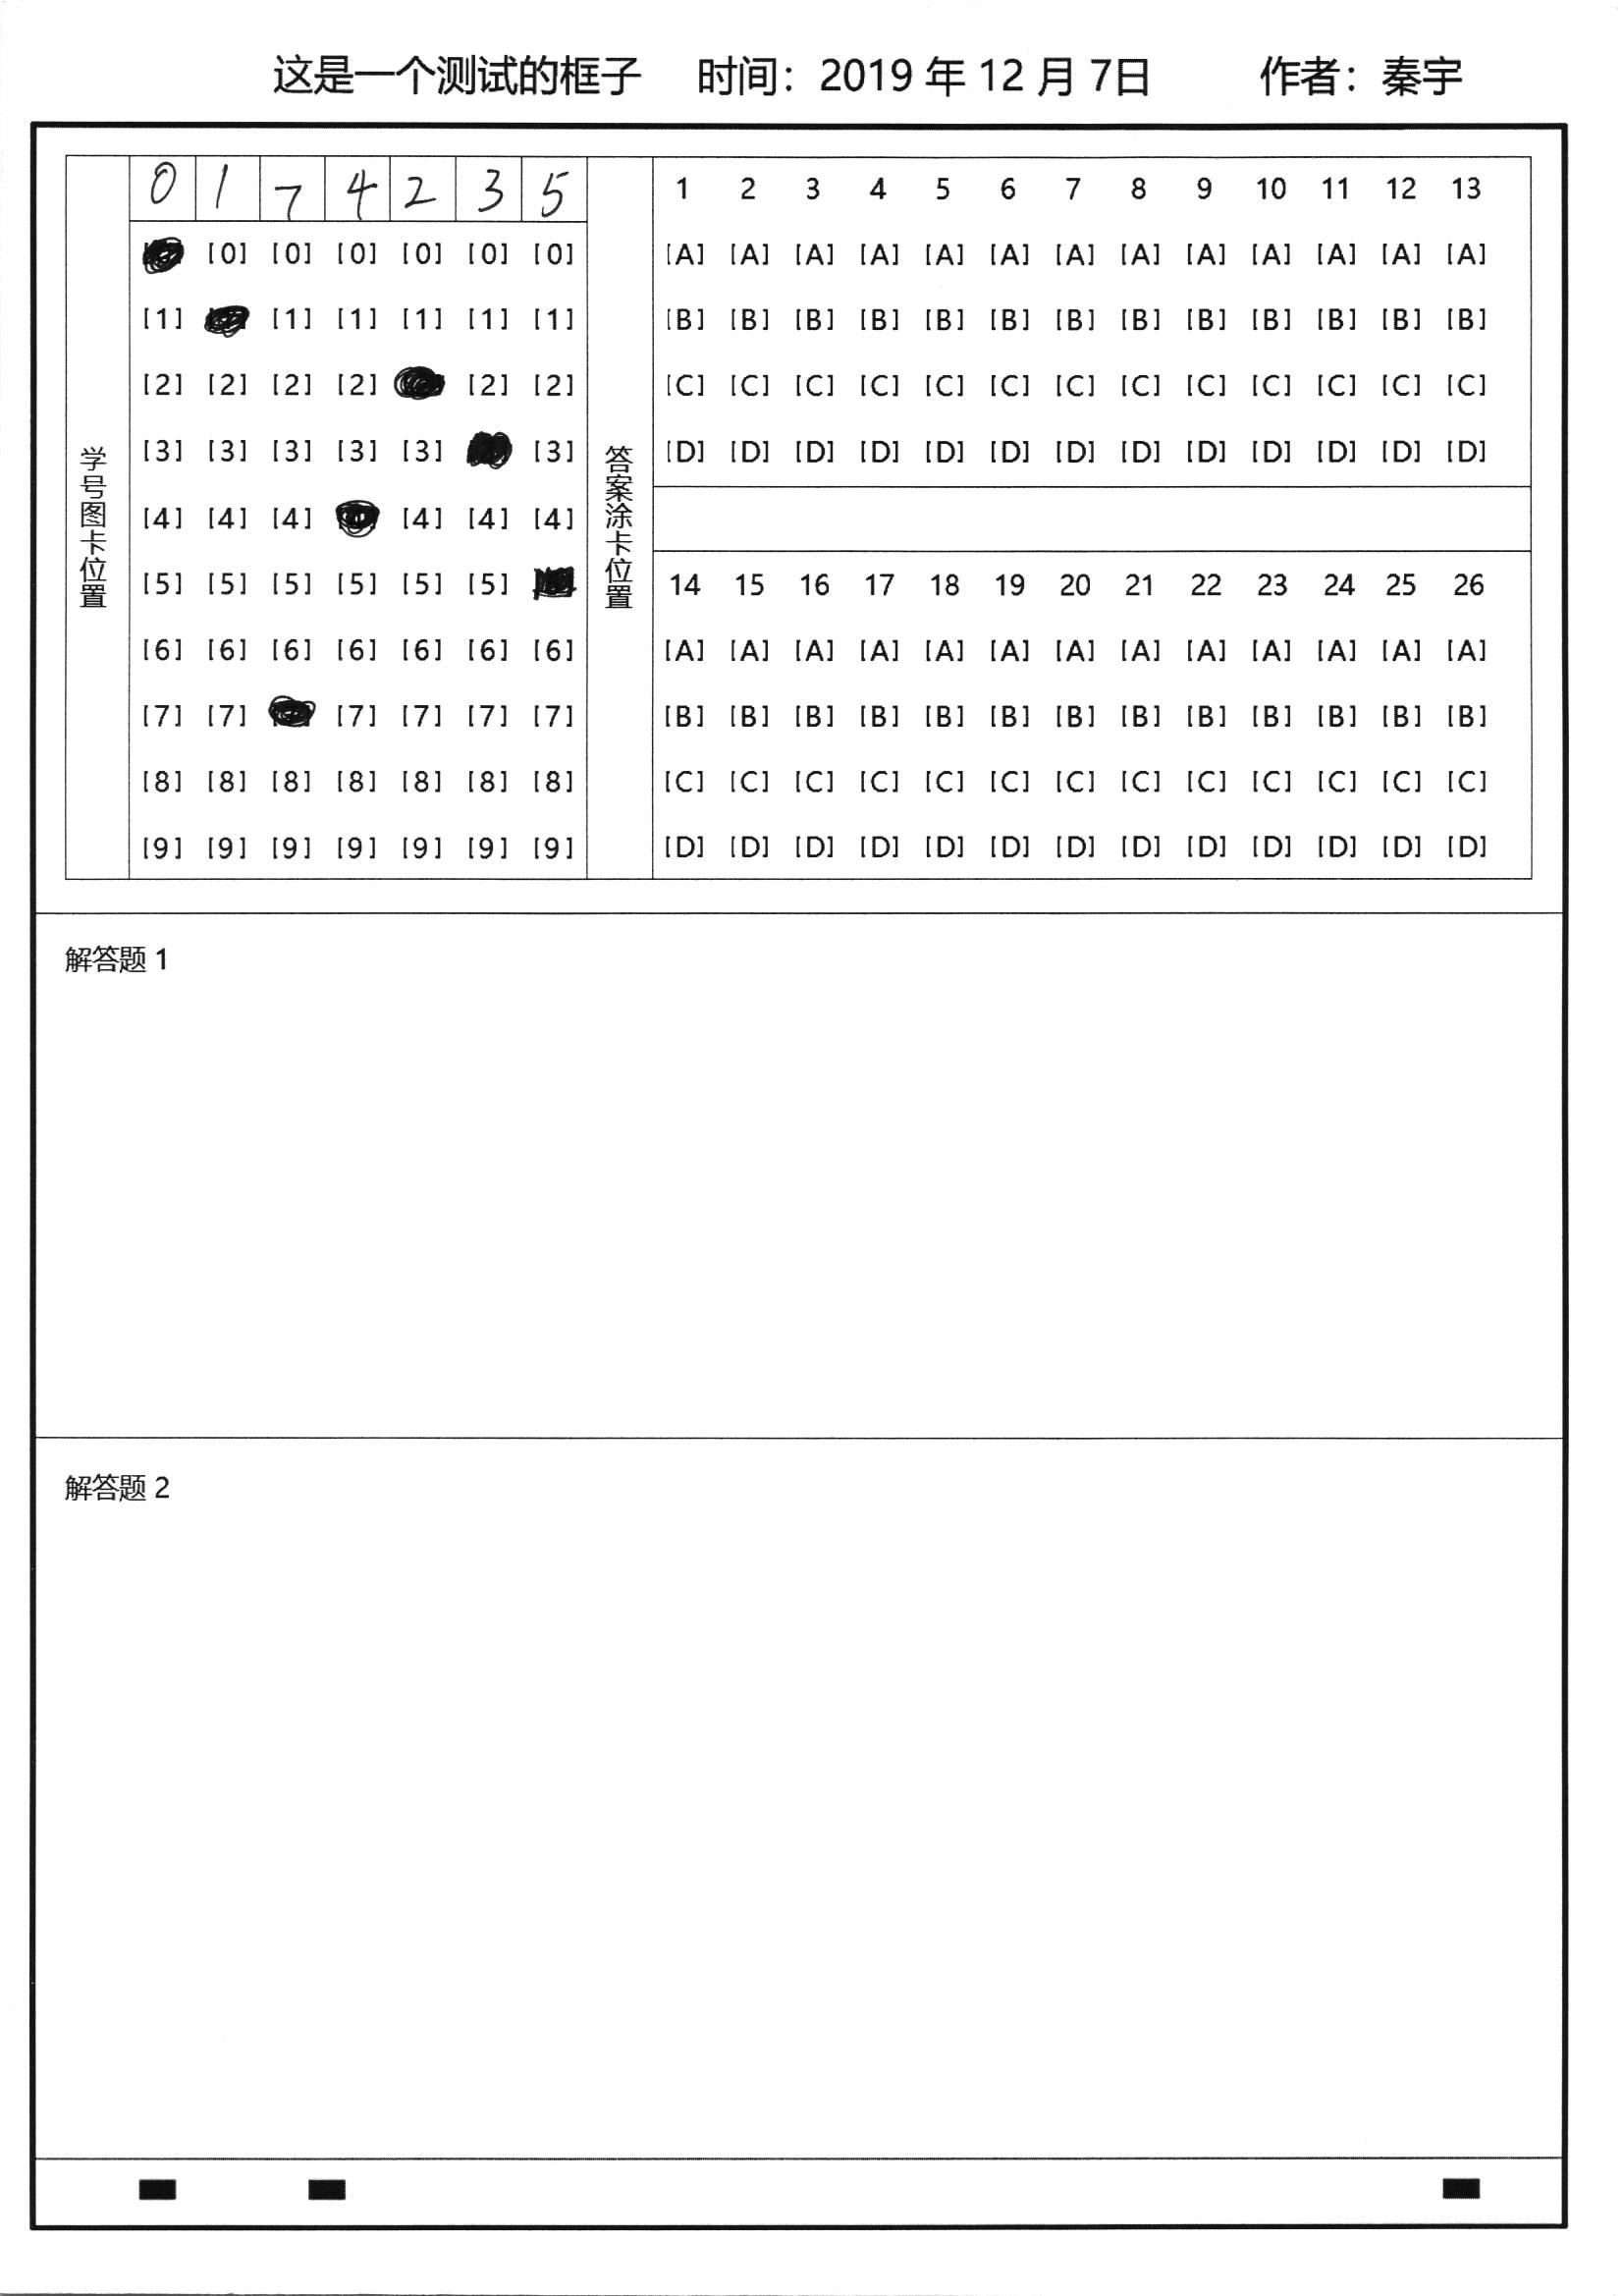 这是一个测试的框子 时间：2019 年 12 月 7日 作者：秦宇
学号图卡位置
0 1 7 4 2 3 5
[0] [0] [0] [0] [0] [0]
[1] [1] [1] [1] [1] [1]
[2] [2] [2] [2] [2] [2]
[3] [3] [3] [3] [3] [3]
[4] [4] [4] [4] [4] [4]
[5] [5] [5] [5] [5] [5]
[6] [6] [6] [6] [6] [6] [6]
[7] [7] [7] [7] [7] [7]
[8] [8] [8] [8] [8] [8] [8]
[9] [9] [9] [9] [9] [9] [9]
答案涂卡位置
1 2 3 4 5 6 7 8 9 10 11 12 13
[A] [A] [A] [A] [A] [A] [A] [A] [A] [A] [A] [A] [A]
[B] [B] [B] [B] [B] [B] [B] [B] [B] [B] [B] [B] [B]
[C] [C] [C] [C] [C] [C] [C] [C] [C] [C] [C] [C] [C]
[D] [D] [D] [D] [D] [D] [D] [D] [D] [D] [D] [D] [D]
14 15 16 17 18 19 20 21 22 23 24 25 26
[A] [A] [A] [A] [A] [A] [A] [A] [A] [A] [A] [A] [A]
[B] [B] [B] [B] [B] [B] [B] [B] [B] [B] [B] [B] [B]
[C] [C] [C] [C] [C] [C] [C] [C] [C] [C] [C] [C] [C]
[D] [D] [D] [D] [D] [D] [D] [D] [D] [D] [D] [D] [D]
解答题 1
解答题 2